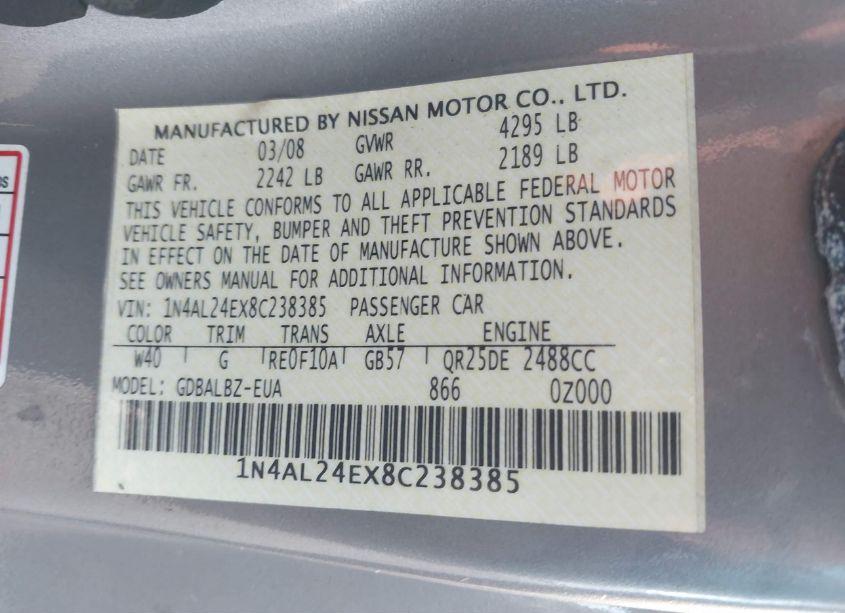 MANUFACTURED BY NISSAN MOTOR CO., LTD.
DATE 03/08 GVWR 4295 LB
GAWR FR. 2242 LB GAWR RR. 2189 LB
THIS VEHICLE CONFORMS TO ALL APPLICABLE FEDERAL MOTOR
VEHICLE SAFETY, BUMPER AND THEFT PREVENTION STANDARDS
IN EFFECT ON THE DATE OF MANUFACTURE SHOWN ABOVE.
SEE OWNERS MANUAL FOR ADDITIONAL INFORMATION.
VIN: 1N4AL24EX8C238385 PASSENGER CAR
COLOR TRIM TRANS AXLE ENGINE
W40 G RE0F10A GB57 QR25DE 2488CC
MODEL: GDBALBZ-EUA 866 0Z000
1N4AL24EX8C238385